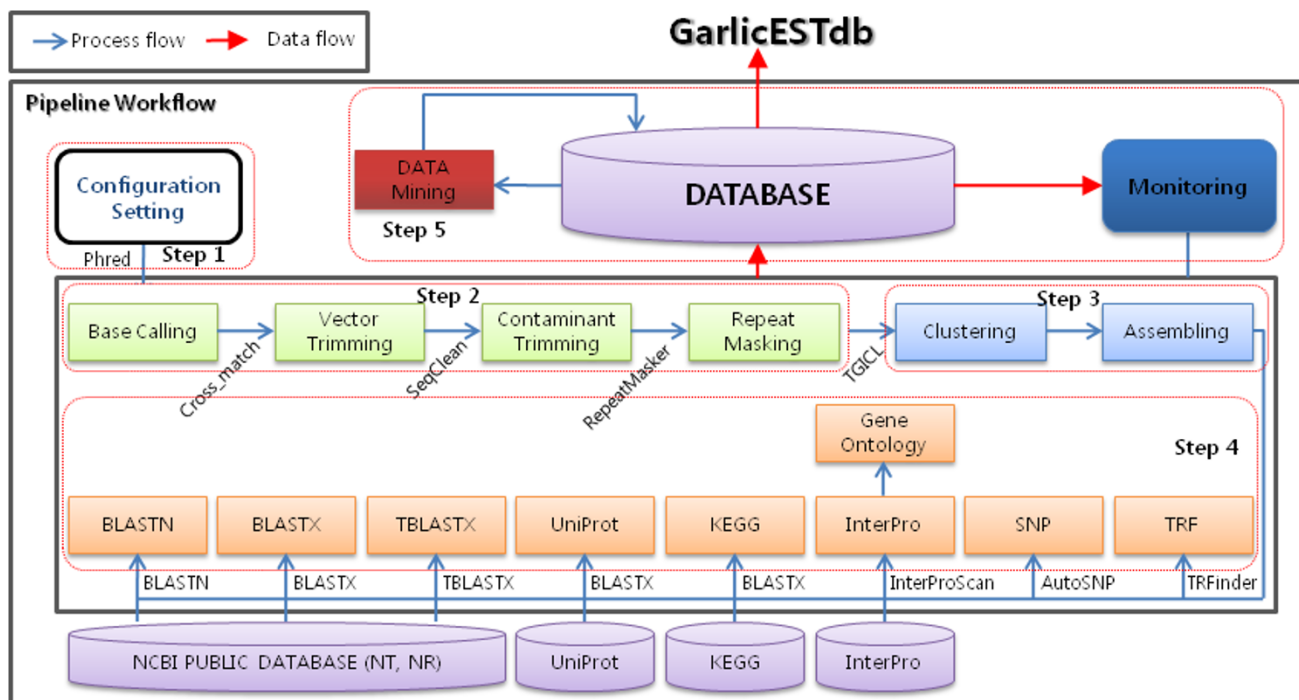 Process flow
Data flow
GarlicESTdb
Pipeline Workflow
Configuration
Setting
Phred
Step 1
DATA
Mining
Step 5
DATABASE
Monitoring
Step 2
Step 3
Base Calling
Vector
Trimming
Contaminant
Trimming
Repeat
Masking
Clustering
Assembling
Cross_match
SeqClean
RepeatMasker
TGICL
Gene
Ontology
Step 4
BLASTN
BLASTX
TBLASTX
UniProt
KEGG
InterPro
SNP
TRF
BLASTN
BLASTX
TBLASTX
BLASTX
BLASTX
InterProScan
AutoSNP
TRFinder
NCBI PUBLIC DATABASE (NT, NR)
UniProt
KEGG
InterPro